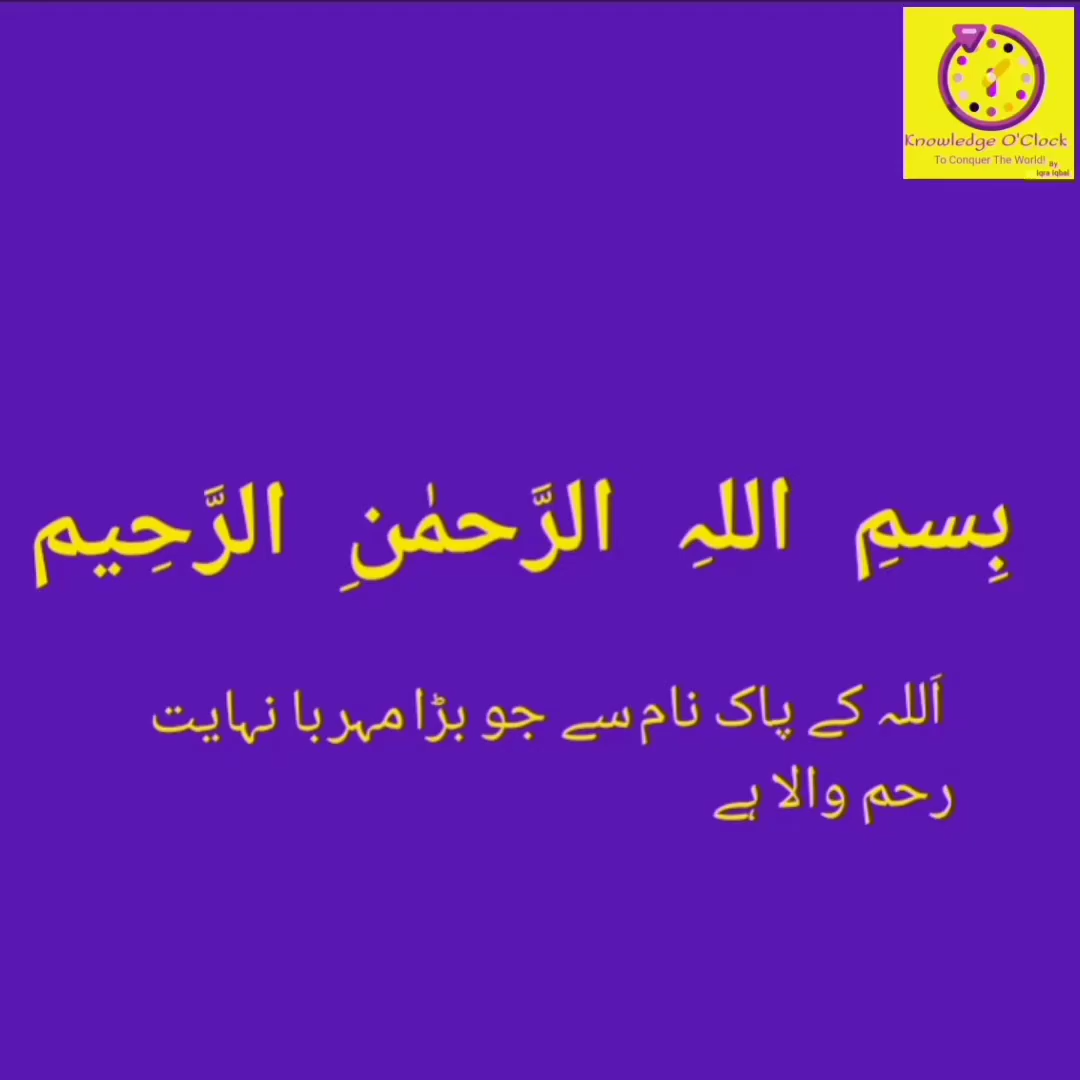 Knowledge O'Clock
To Conquer The World!
By
Iqra Iqbal
بِسمِ اللہِ الرَّحمٰنِ الرَّحِیم
اَللہ کے پاک نام سے جو بڑا مہربا نہایت
رحم والا ہے